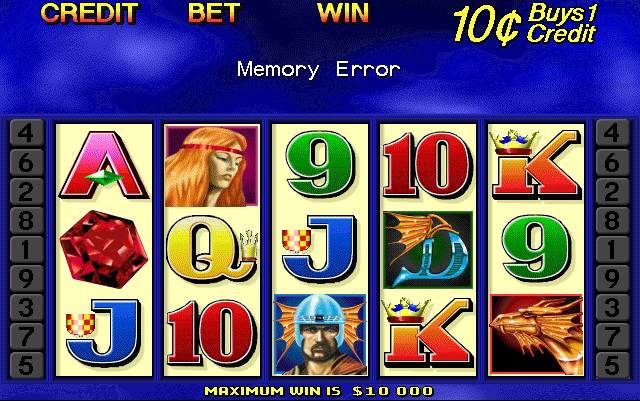 CREDIT BET WIN 10¢ Buys 1 Credit
Memory Error
4 4
6 A 9 10 K 6
2 2
8 8
1 Q J D 9 1
9 9
3 3
7 J 10 K 7
5 5
MAXIMUM WIN IS $10 000